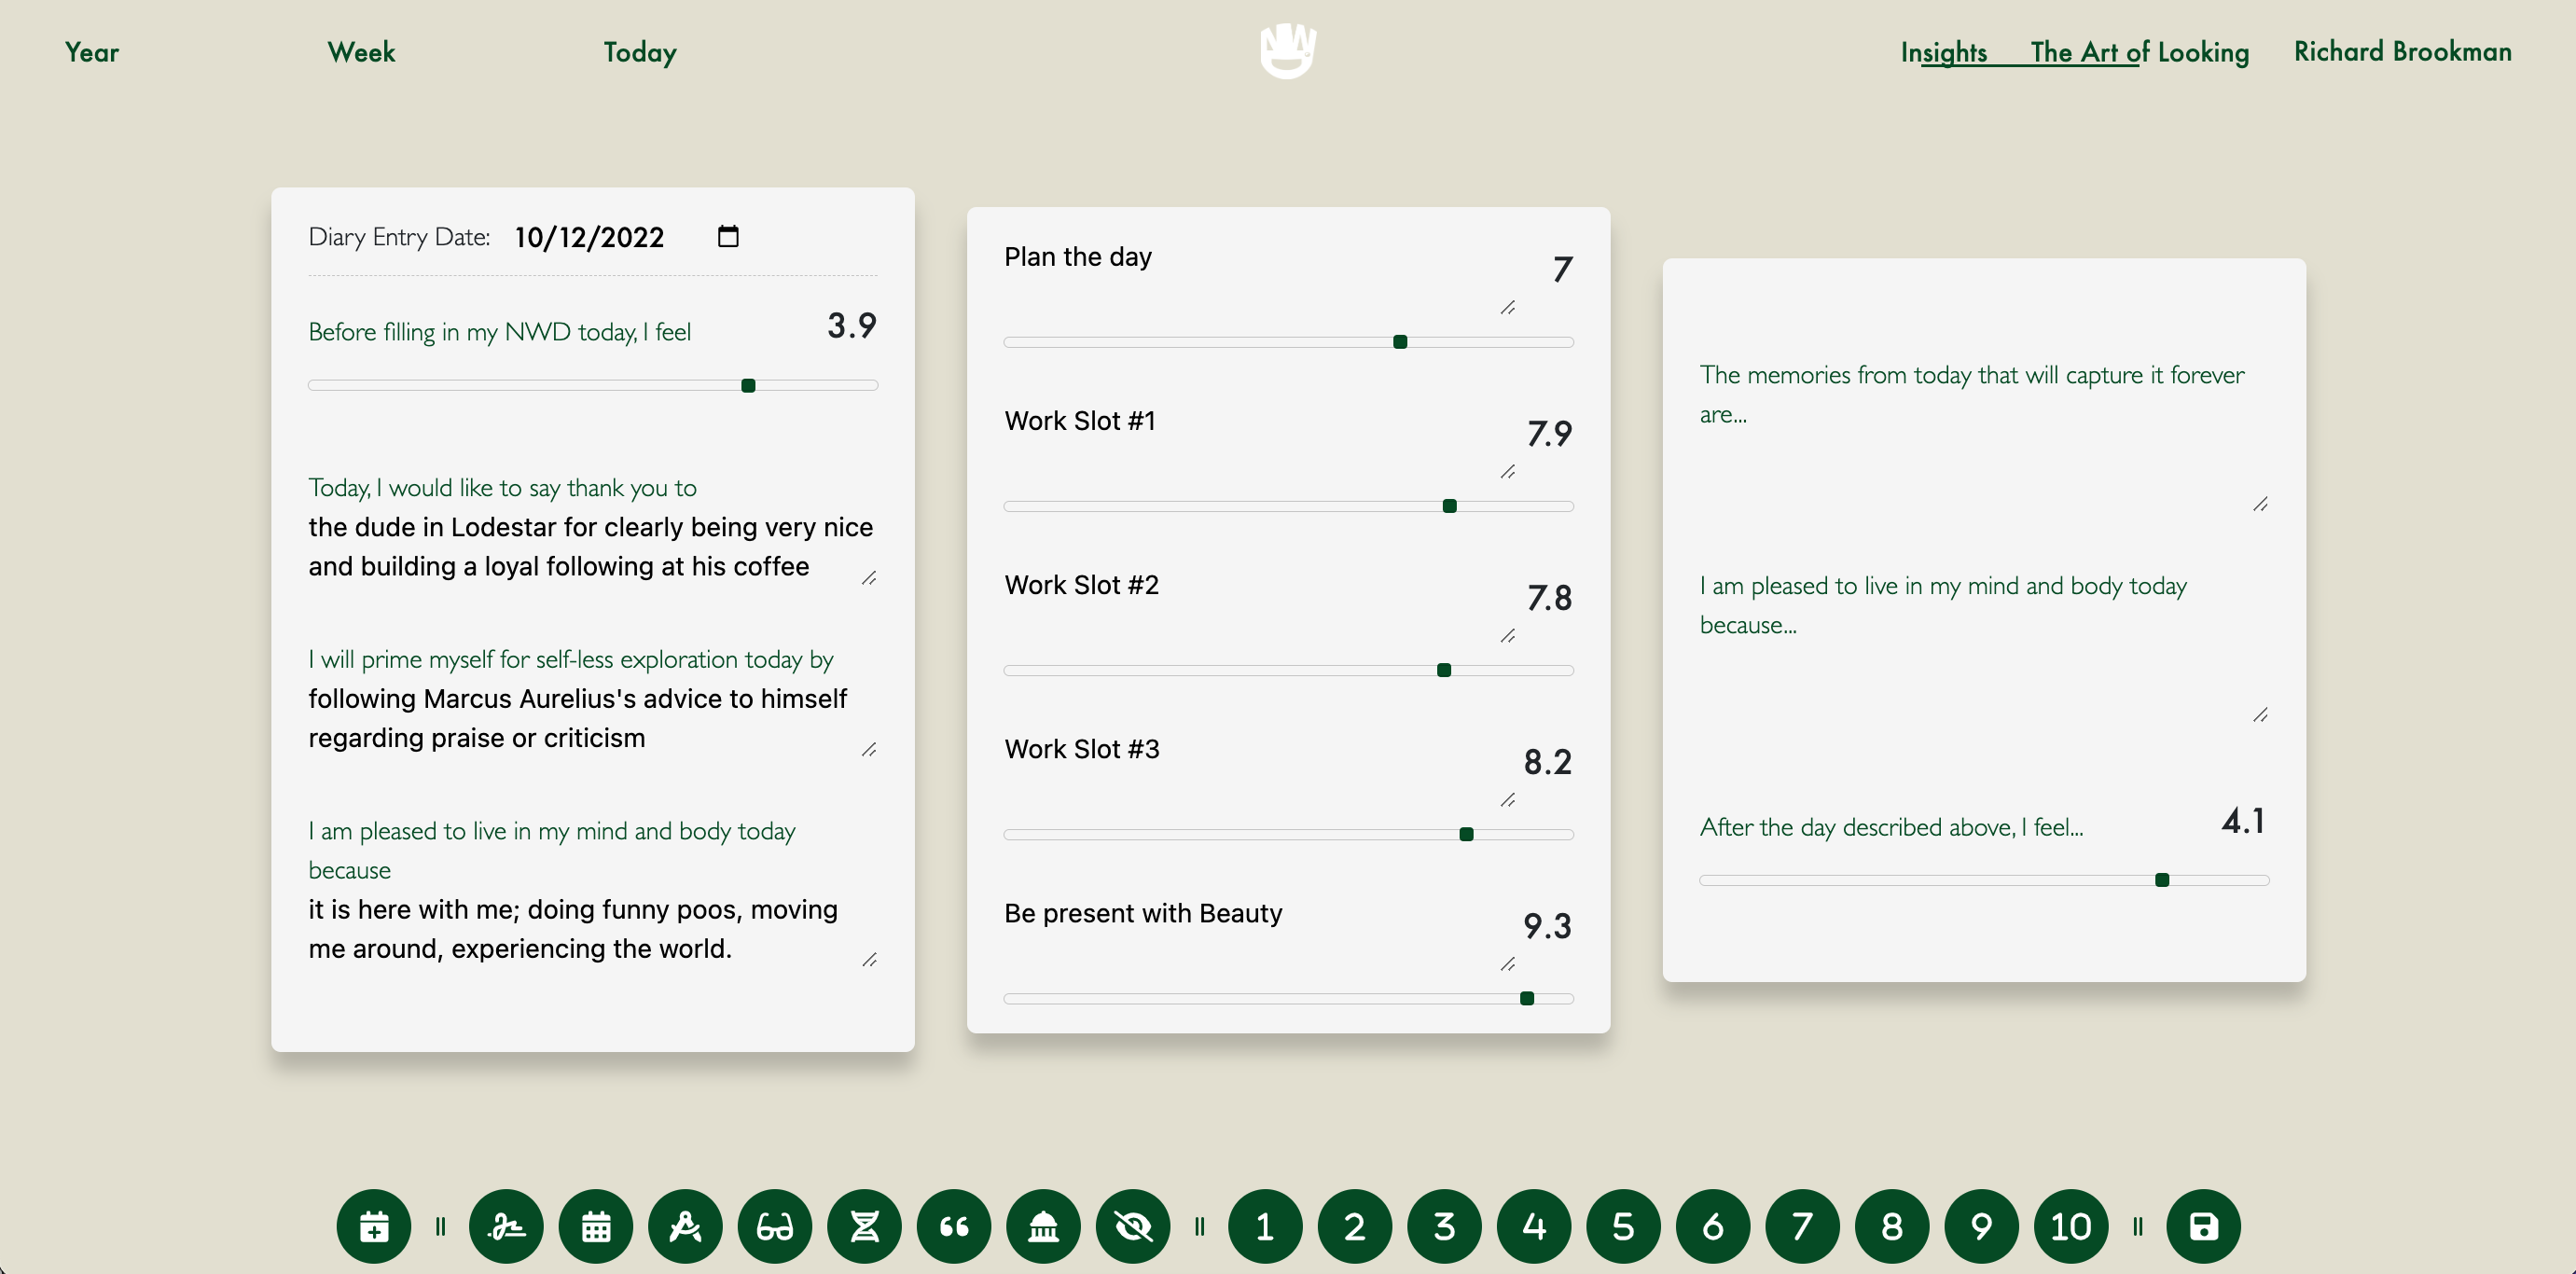 Year
Week
Today
NW
Insights
The Art of Looking
Richard Brookman
Diary Entry Date: 10/12/2022
Before filling in my NWD today, I feel 3.9
Today, I would like to say thank you to
the dude in Lodestar for clearly being very nice
and building a loyal following at his coffee
I will prime myself for self-less exploration today by
following Marcus Aurelius's advice to himself
regarding praise or criticism
I am pleased to live in my mind and body today
because
it is here with me; doing funny poos, moving
me around, experiencing the world.
Plan the day 7
Work Slot #1 7.9
Work Slot #2 7.8
Work Slot #3 8.2
Be present with Beauty 9.3
The memories from today that will capture it forever
are...
I am pleased to live in my mind and body today
because...
After the day described above, I feel... 4.1
1 2 3 4 5 6 7 8 9 10